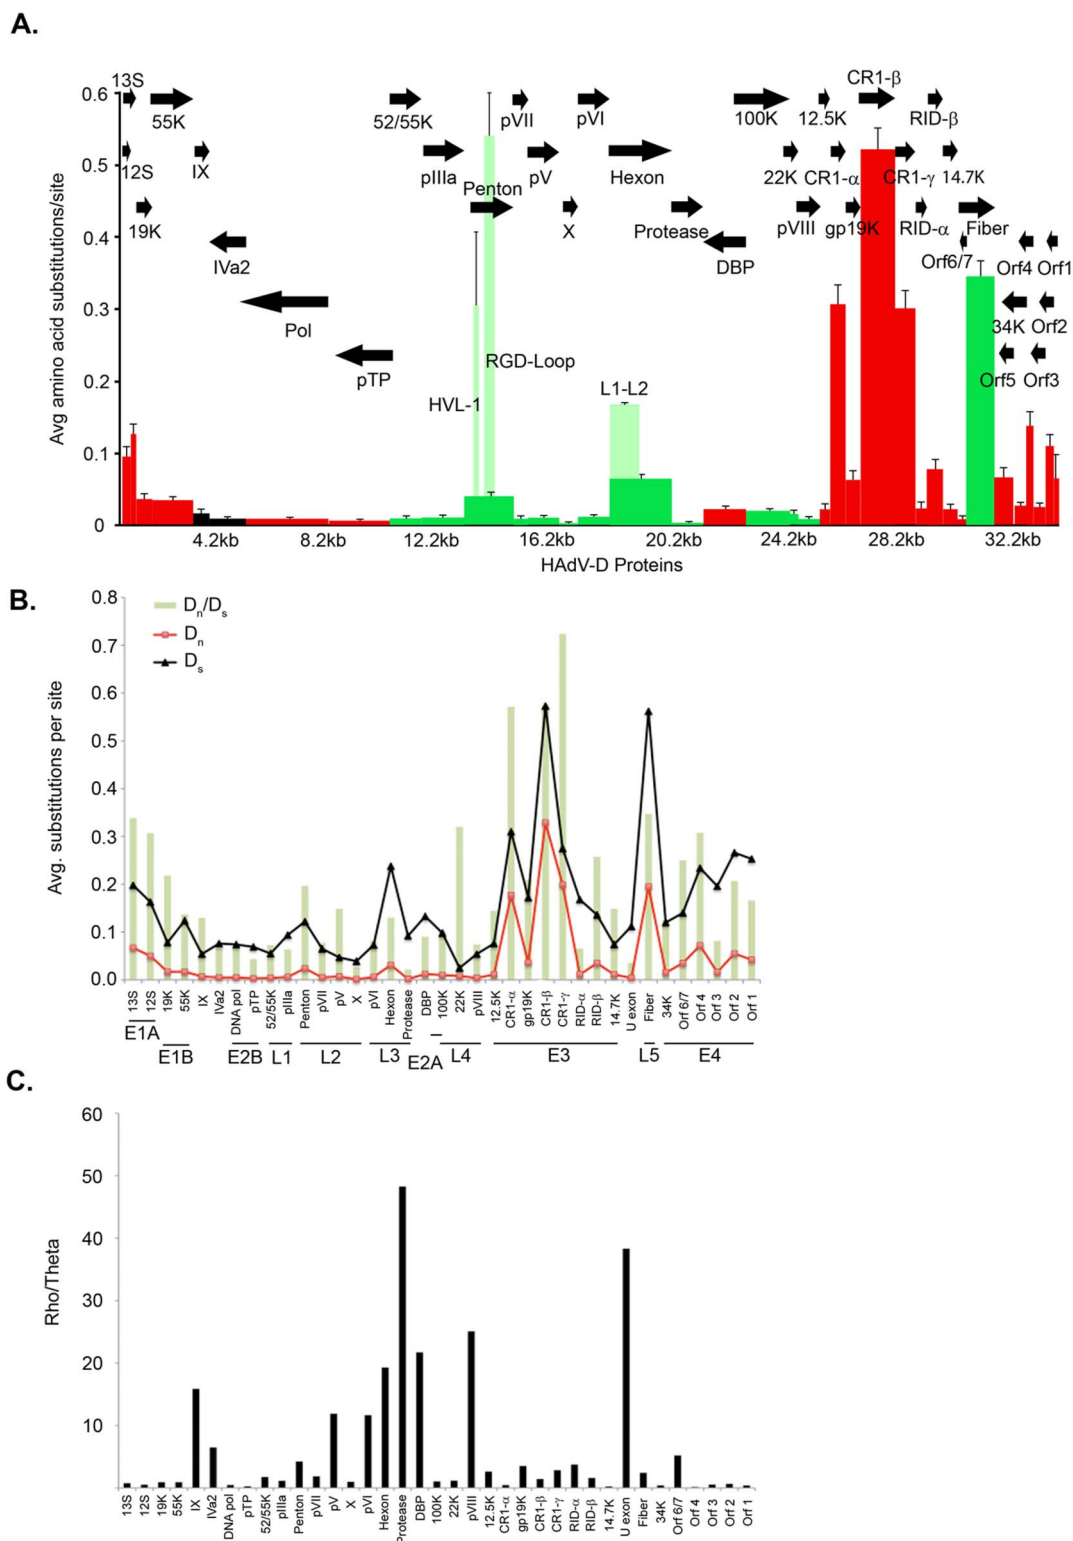 A.
13S
55K
52/55K
pVII
pVI
100K
12.5K
CR1-β
RID-β
12S
IX
pIIIa
Penton
pV
Hexon
22K
CR1-α
CR1-γ
14.7K
19K
X
Protease
pVIII
gp19K
RID-α
Fiber
IVa2
DBP
Orf6/7
Orf4
Orf1
Pol
34K
Orf2
pTP
RGD-Loop
Orf5
Orf3
HVL-1
L1-L2
Avg amino acid substitutions/site
0.6
0.5
0.4
0.3
0.2
0.1
0
4.2kb
8.2kb
12.2kb
16.2kb
20.2kb
24.2kb
28.2kb
32.2kb
HAdV-D Proteins
B.
Dn/Ds
Dn
Ds
Avg. substitutions per site
0.8
0.7
0.6
0.5
0.4
0.3
0.2
0.1
0.0
13S
12S
19K
55K
IX
IVa2
DNA pol
pTP
52/55K
pIIIa
Penton
pVII
pV
X
pVI
Hexon
Protease
DBP
100K
22K
pVIII
12.5K
CR1-α
gp19K
CR1-β
CR1-γ
RID-α
RID-β
14.7K
U exon
Fiber
34K
Orf 6/7
Orf 4
Orf 3
Orf 2
Orf 1
E1A
E1B
E2B
L1
L2
L3
E2A
L4
E3
L5
E4
C.
Rho/Theta
60
50
40
30
20
10
13S
12S
19K
55K
IX
IVa2
DNA pol
pTP
52/55K
pIIIa
Penton
pVII
pV
X
pVI
Hexon
Protease
DBP
100K
22K
pVIII
12.5K
CR1-α
gp19K
CR1-β
CR1-γ
RID-α
RID-β
14.7K
U exon
Fiber
34K
Orf 6/7
Orf 4
Orf 3
Orf 2
Orf 1